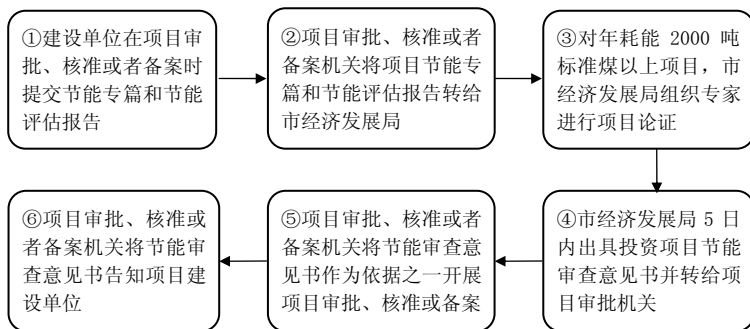 ①建设单位在项目审
批、核准或者备案时
提交节能专篇和节能
评估报告
②项目审批、核准或者
备案机关将项目节能专
篇和节能评估报告转给
市经济发展局
③对年耗能 2000 吨
标准煤以上项目，市
经济发展局组织专家
进行项目论证
④市经济发展局 5 日
内出具投资项目节能
审查意见书并转给
项目审批机关
⑤项目审批、核准或者
备案机关将节能审查意
见书作为依据之一开展
项目审批、核准或备案
⑥项目审批、核准或
者备案机关将节能审
查意见书告知项目建
设单位